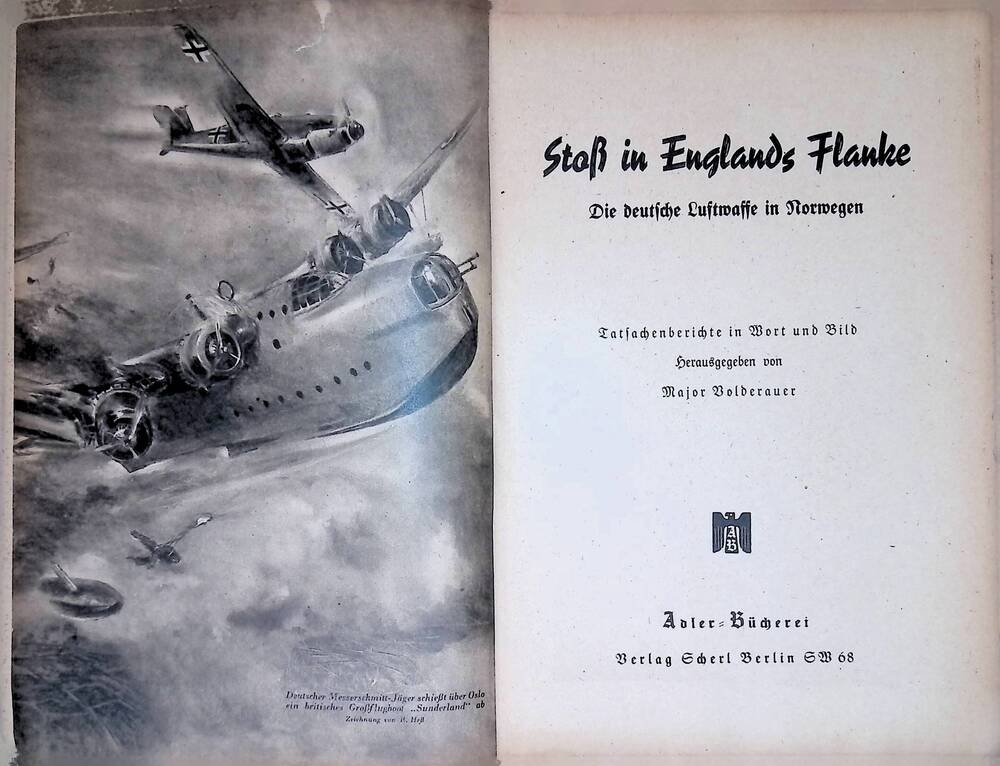 Deutscher Messerschmitt-Jäger schießt über Oslo
ein britisches Großflugboot „Sunderland“ ab
Zeichnung von R. Heß
Stoß in Englands Flanke
Die deutsche Luftwaffe in Norwegen
Tatsachenberichte in Wort und Bild
Herausgegeben von
Major Volderauer
AB
Adler-Bücherei
Verlag Scherl Berlin SW 68